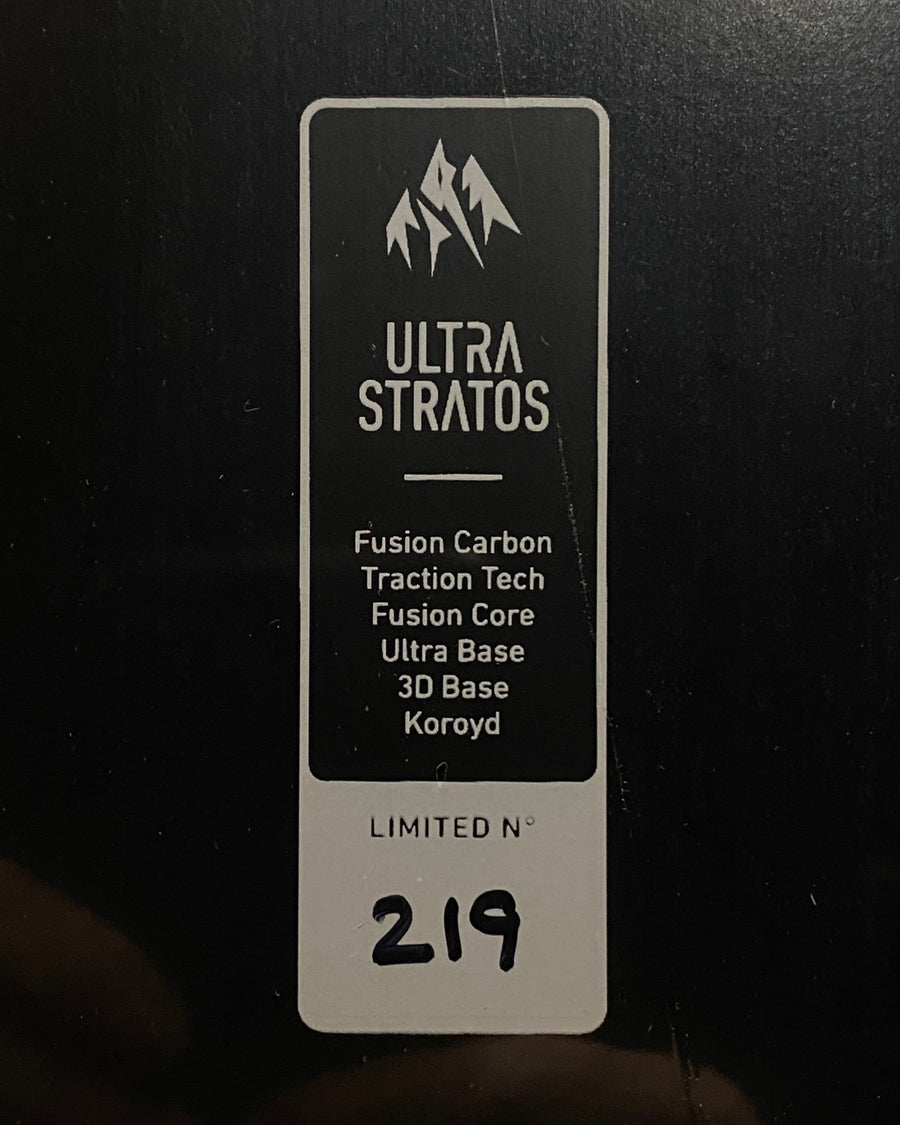 ULTRA
STRATOS
Fusion Carbon
Traction Tech
Fusion Core
Ultra Base
3D Base
Koroyd
LIMITED N°
219